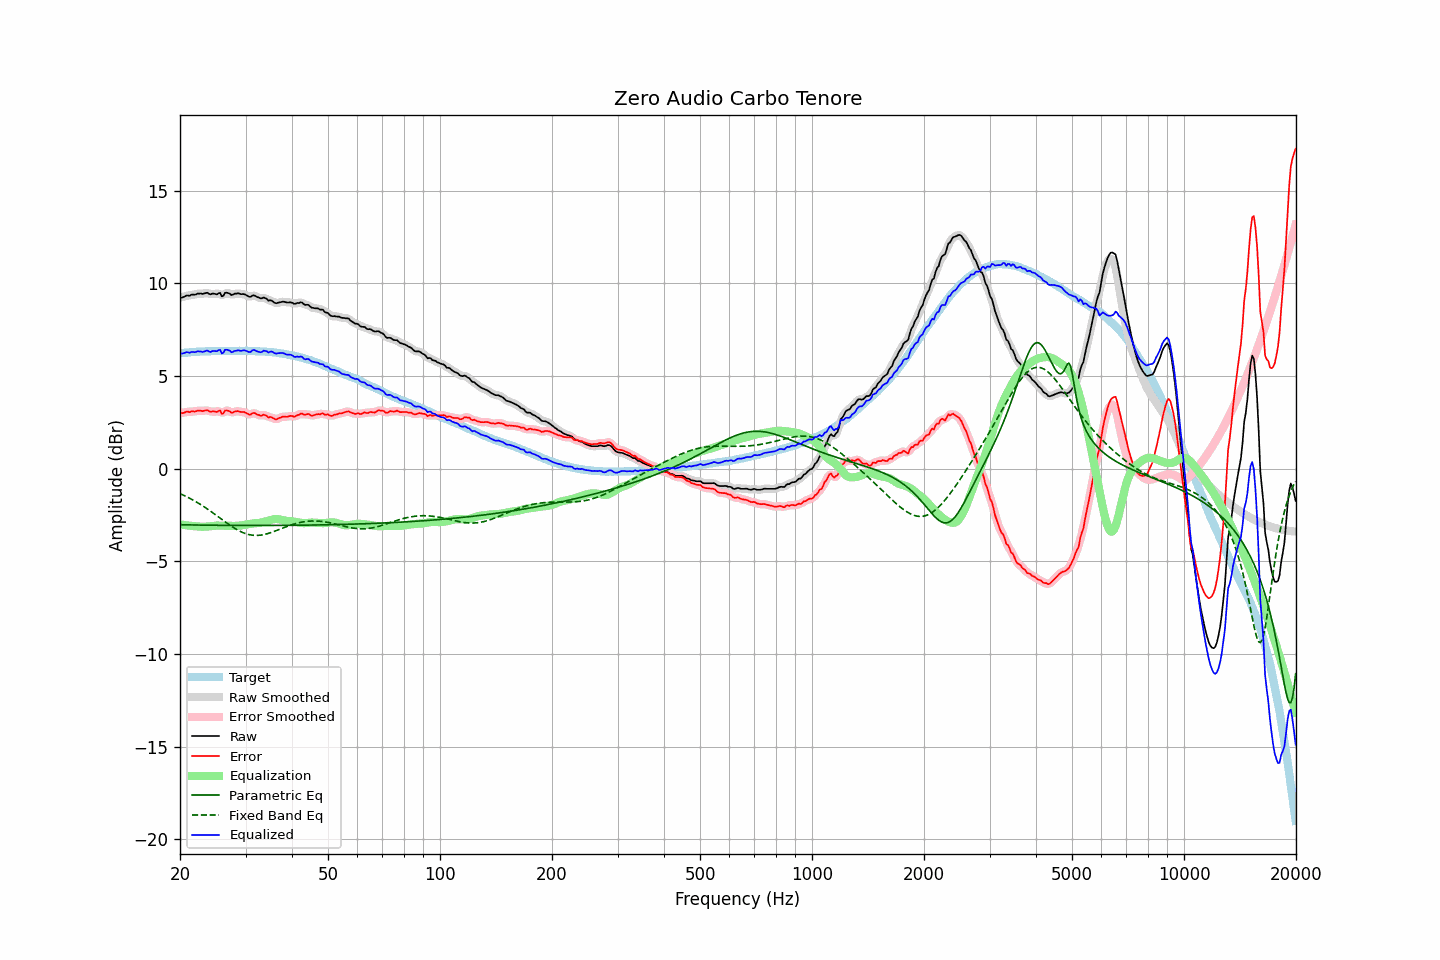 Zero Audio Carbo Tenore
Amplitude (dBr)
15
10
5
0
−5
−10
−15
−20
Target
Raw Smoothed
Error Smoothed
Raw
Error
Equalization
Parametric Eq
Fixed Band Eq
Equalized
20 50 100 200 500 1000 2000 5000 10000 20000
Frequency (Hz)